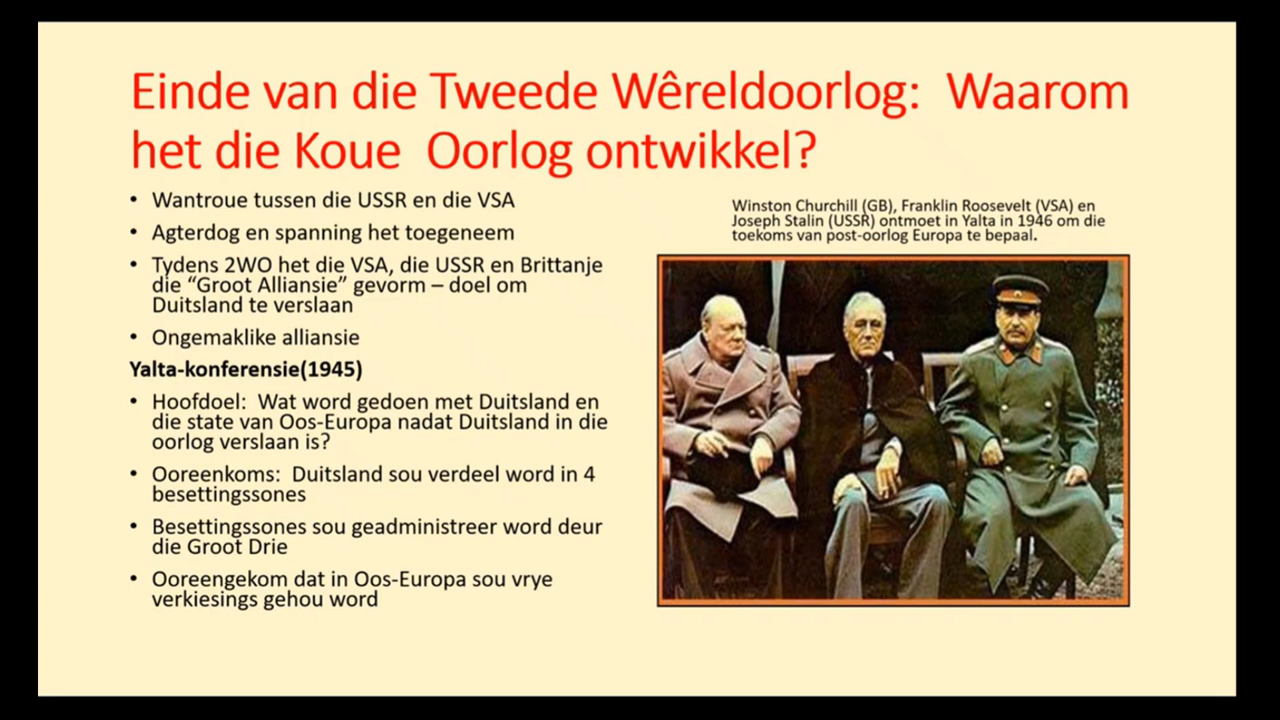 Einde van die Tweede Wêreldoorlog:  Waarom
het die Koue  Oorlog ontwikkel?
• Wantroue tussen die USSR en die VSA
• Agterdog en spanning het toegeneem
• Tydens 2WO het die VSA, die USSR en Brittanje
die “Groot Alliansie” gevorm – doel om
Duitsland te verslaan
• Ongemaklike alliansie
Yalta-konferensie(1945)
• Hoofdoel:  Wat word gedoen met Duitsland en
die state van Oos-Europa nadat Duitsland in die
oorlog verslaan is?
• Ooreenkoms:  Duitsland sou verdeel word in 4
besettingssones
• Besettingssones sou geadministreer word deur
die Groot Drie
• Ooreengekom dat in Oos-Europa sou vrye
verkiesings gehou word
Winston Churchill (GB), Franklin Roosevelt (VSA) en
Joseph Stalin (USSR) ontmoet in Yalta in 1946 om die
toekoms van post-oorlog Europa te bepaal.